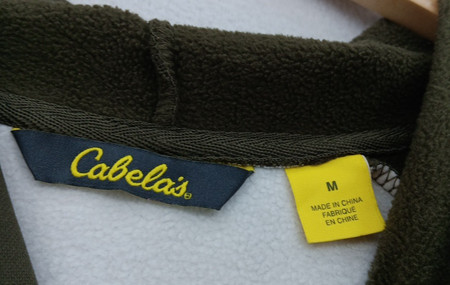 Cabela's®
M
MADE IN CHINA
FABRIQUÉ
EN CHINE